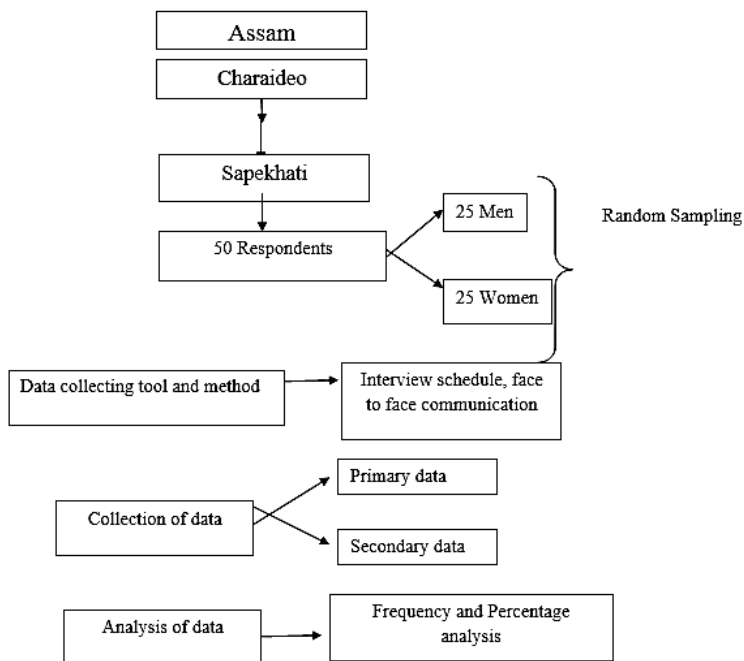 Assam
Charaideo
Sapekhati
50 Respondents
25 Men
25 Women
Random Sampling
Data collecting tool and method
Interview schedule, face
to face communication
Collection of data
Primary data
Secondary data
Analysis of data
Frequency and Percentage
analysis